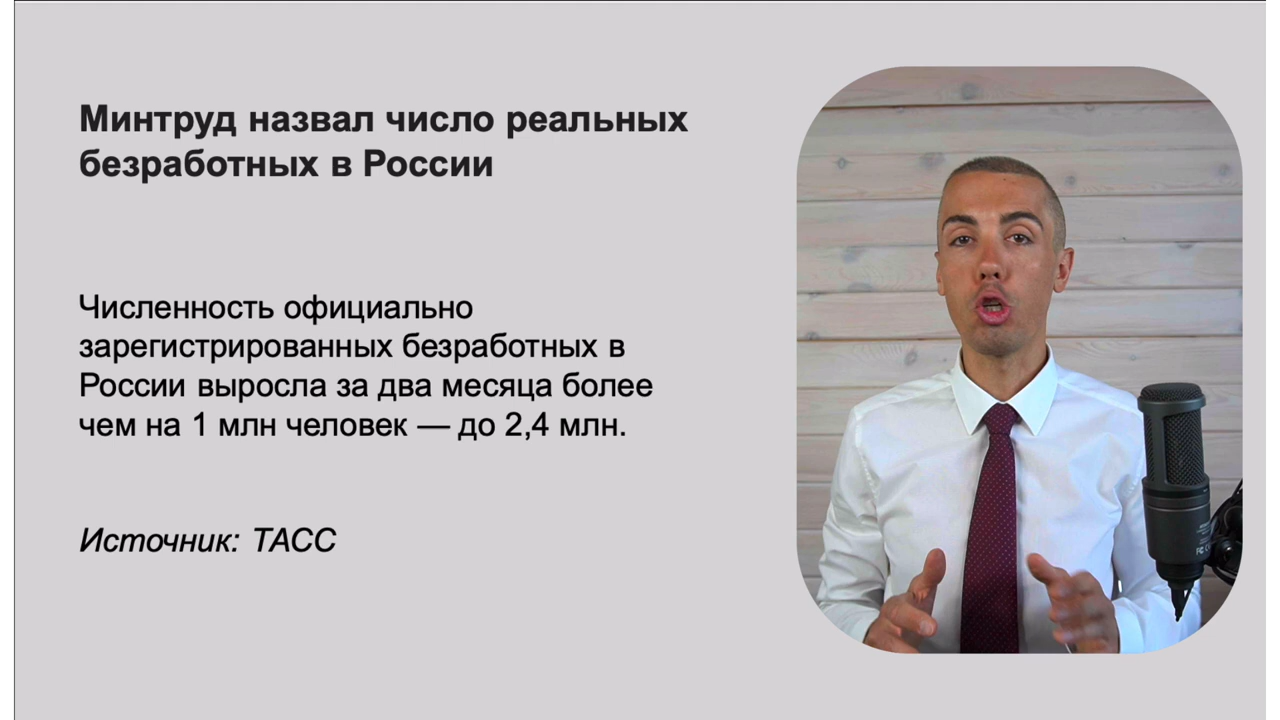 Минтруд назвал число реальных
безработных в России
Численность официально
зарегистрированных безработных в
России выросла за два месяца более
чем на 1 млн человек — до 2,4 млн.
Источник: ТАСС